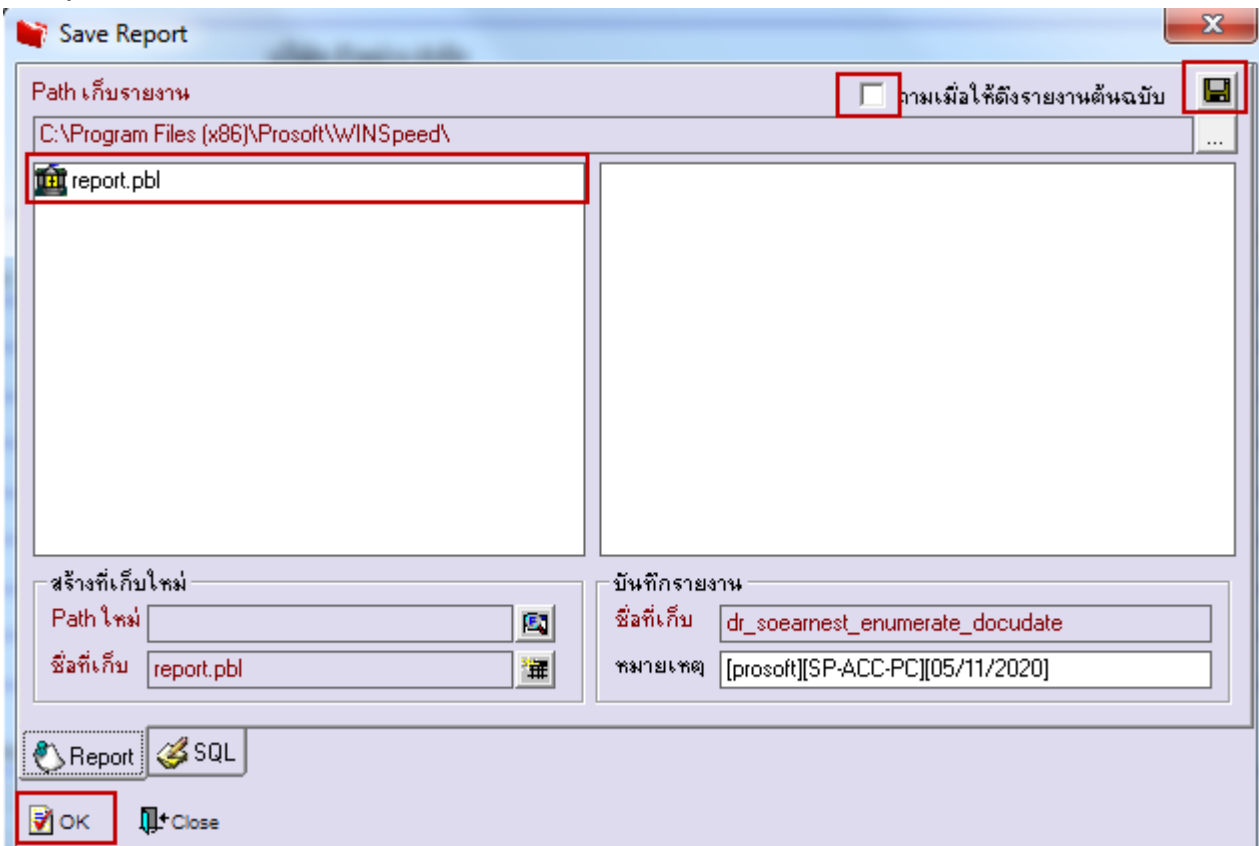 Save Report
Path เก็บรายงาน
ถามเมื่อให้ดึงรายงานต้นฉบับ
C:\Program Files (x86)\Prosoft\WINSpeed\
...
report.pbl
สร้างที่เก็บใหม่
Path ใหม่
ชื่อที่เก็บ report.pbl
บันทึกรายงาน
ชื่อที่เก็บ dr_soearnest_enumerate_docudate
หมายเหตุ [prosoft][SP-ACC-PC][05/11/2020]
Report SQL
OK Close